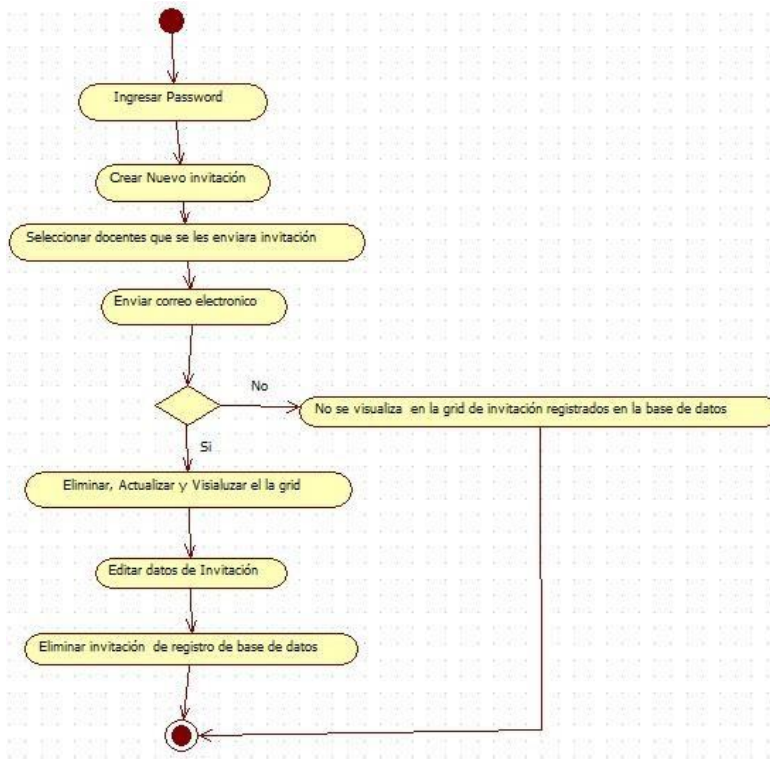 Ingresar Password
Crear Nuevo invitación
Seleccionar docentes que se les enviara invitación
Enviar correo electronico
No
No se visualiza en la grid de invitación registrados en la base de datos
Si
Eliminar, Actualizar y Visialuzar el la grid
Editar datos de Invitación
Eliminar invitación de registro de base de datos